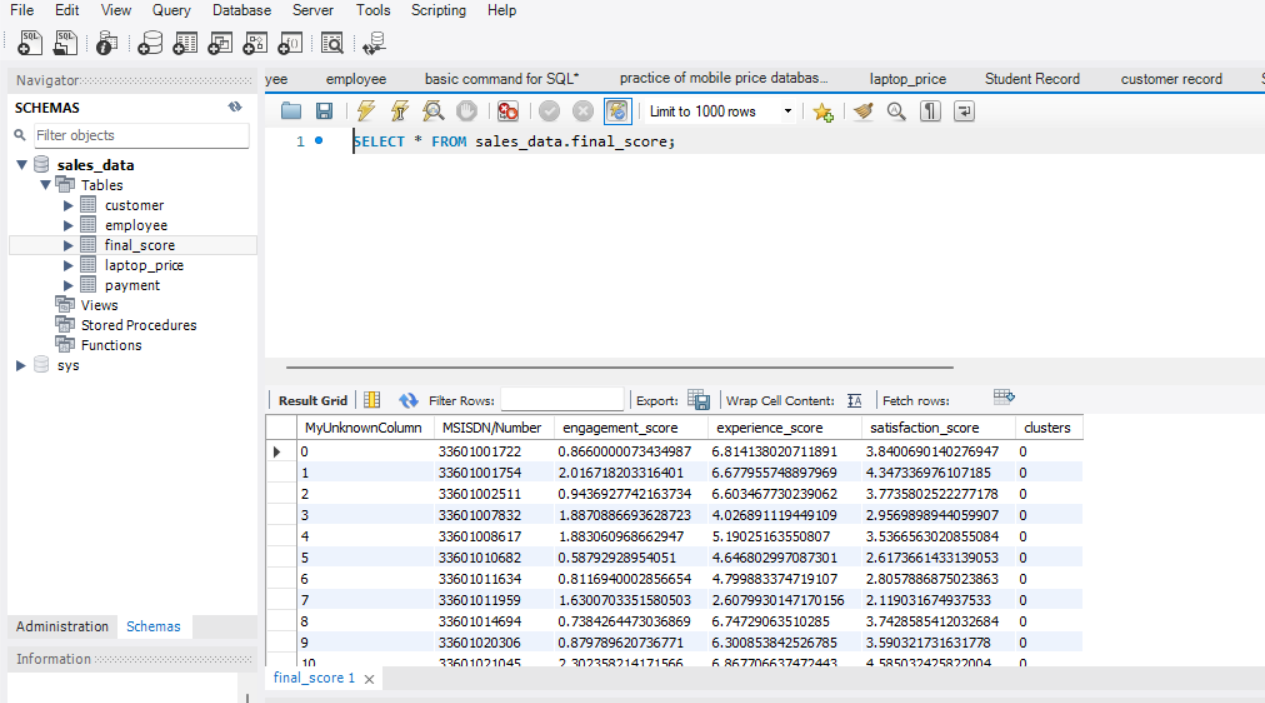 File Edit View Query Database Server Tools Scripting Help
SQL SQL
Navigator
yee employee basic command for SQL* practice of mobile price databas... laptop_price Student Record customer record
SCHEMAS
Limit to 1000 rows
Filter objects
1 SELECT * FROM sales_data.final_score;
sales_data
Tables
customer
employee
final_score
laptop_price
payment
Views
Stored Procedures
Functions
sys
Result Grid Filter Rows: Export: Wrap Cell Content: Fetch rows:
MyUnknownColumn MSISDN/Number engagement_score experience_score satisfaction_score clusters
0 33601001722 0.8660000073434987 6.814138020711891 3.8400690140276947 0
1 33601001754 2.016718203316401 6.677955748897969 4.347336976107185 0
2 33601002511 0.9436927742163734 6.603467730239062 3.7735802522277178 0
3 33601007832 1.8870886693628723 4.026891119449109 2.9569898944059907 0
4 33601008617 1.883060968662947 5.19025163550807 3.5366563020855084 0
5 33601010682 0.58792928954051 4.646802997087301 2.6173661433139053 0
6 33601011634 0.8116940002856654 4.799883374719107 2.8057886875023863 0
7 33601011959 1.6300703351580503 2.6079930147170156 2.119031674937533 0
8 33601014694 0.7384264473036869 6.74729063510285 3.7428585412032684 0
9 33601020306 0.879789620736771 6.300853842526785 3.590321731631778 0
10 33601021045 2.302358214171566 6.867706637472443 4.585032425822004 0
Administration Schemas
Information
final_score 1